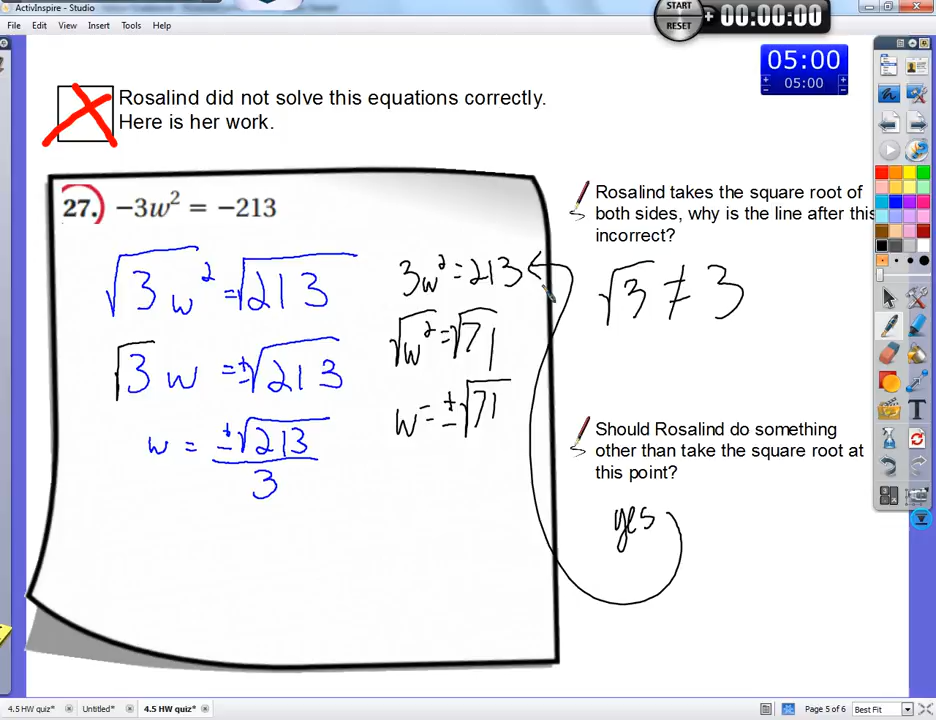 ActivInspire - Studio
File Edit View Insert Tools Help
START
RESET
+ 00:00:00
05:00
05:00
Rosalind did not solve this equations correctly.
Here is her work.
27.) −3w² = −213
√3w² = √213
√3 w = ±√213
w = ±√213 / 3
3w² = 213
√w² = √71
w = ±√71
Rosalind takes the square root of
both sides, why is the line after this
incorrect?
√3 ≠ 3
Should Rosalind do something
other than take the square root at
this point?
yes
4.5 HW quiz* Untitled* 4.5 HW quiz* Page 5 of 6 Best Fit